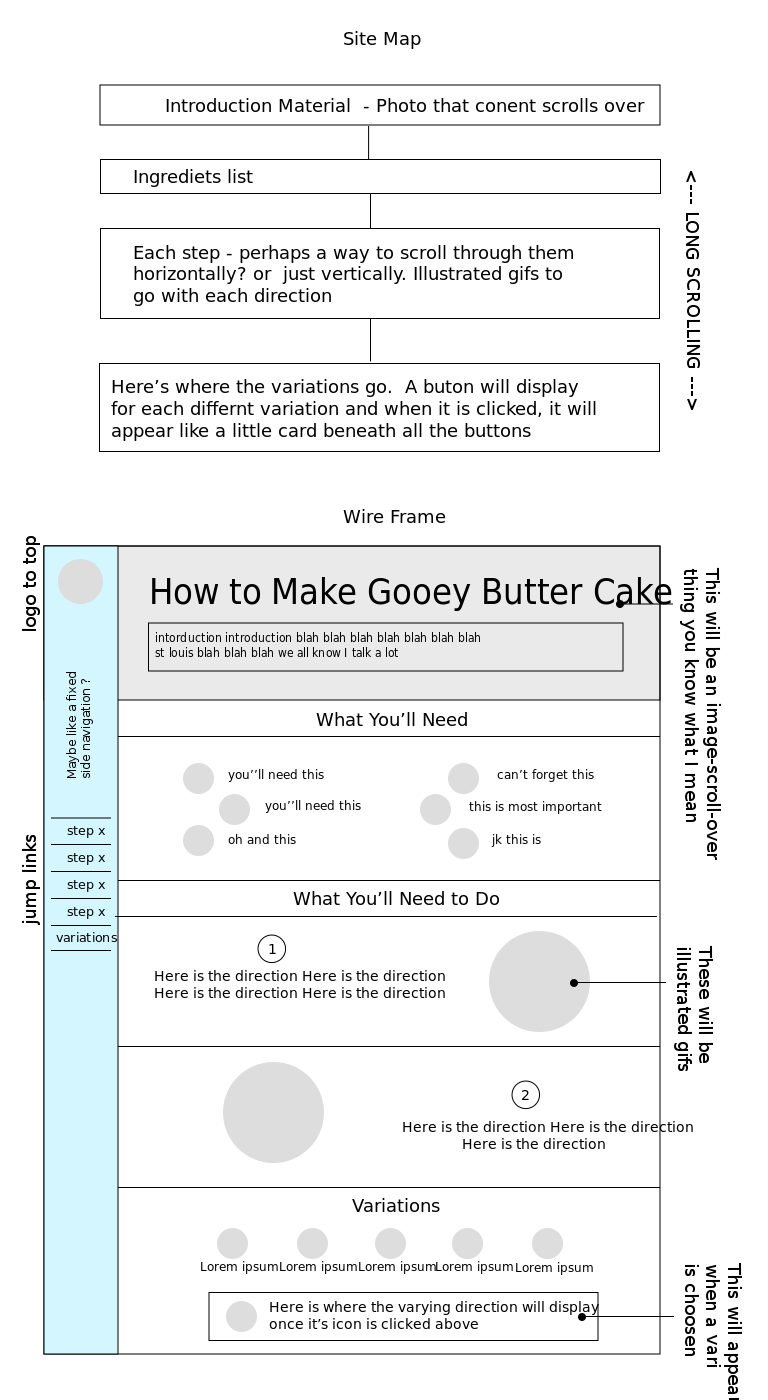 Site Map
Introduction Material  - Photo that conent scrolls over
Ingrediets list
Each step - perhaps a way to scroll through them
horizontally? or  just vertically. Illustrated gifs to
go with each direction
<--- LONG SCROLLING --->
Here’s where the variations go.  A buton will display
for each differnt variation and when it is clicked, it will
appear like a little card beneath all the buttons
Wire Frame
logo to top
How to Make Gooey Butter Cake
intorduction introduction blah blah blah blah blah blah blah
st louis blah blah blah we all know I talk a lot
This will be an image-scroll-over
thing you know what I mean
Maybe like a fixed
side navigation ?
What You’ll Need
you’’ll need this
can’t forget this
you’’ll need this
this is most important
oh and this
jk this is
jump links
step x
step x
step x
step x
variations
What You’ll Need to Do
1
Here is the direction Here is the direction
Here is the direction Here is the direction
These will be
illustrated gifs
2
Here is the direction Here is the direction
Here is the direction
Variations
Lorem ipsum
Lorem ipsum
Lorem ipsum
Lorem ipsum
Lorem ipsum
Here is where the varying direction will display
once it’s icon is clicked above
This will appear
when a vari
is choosen